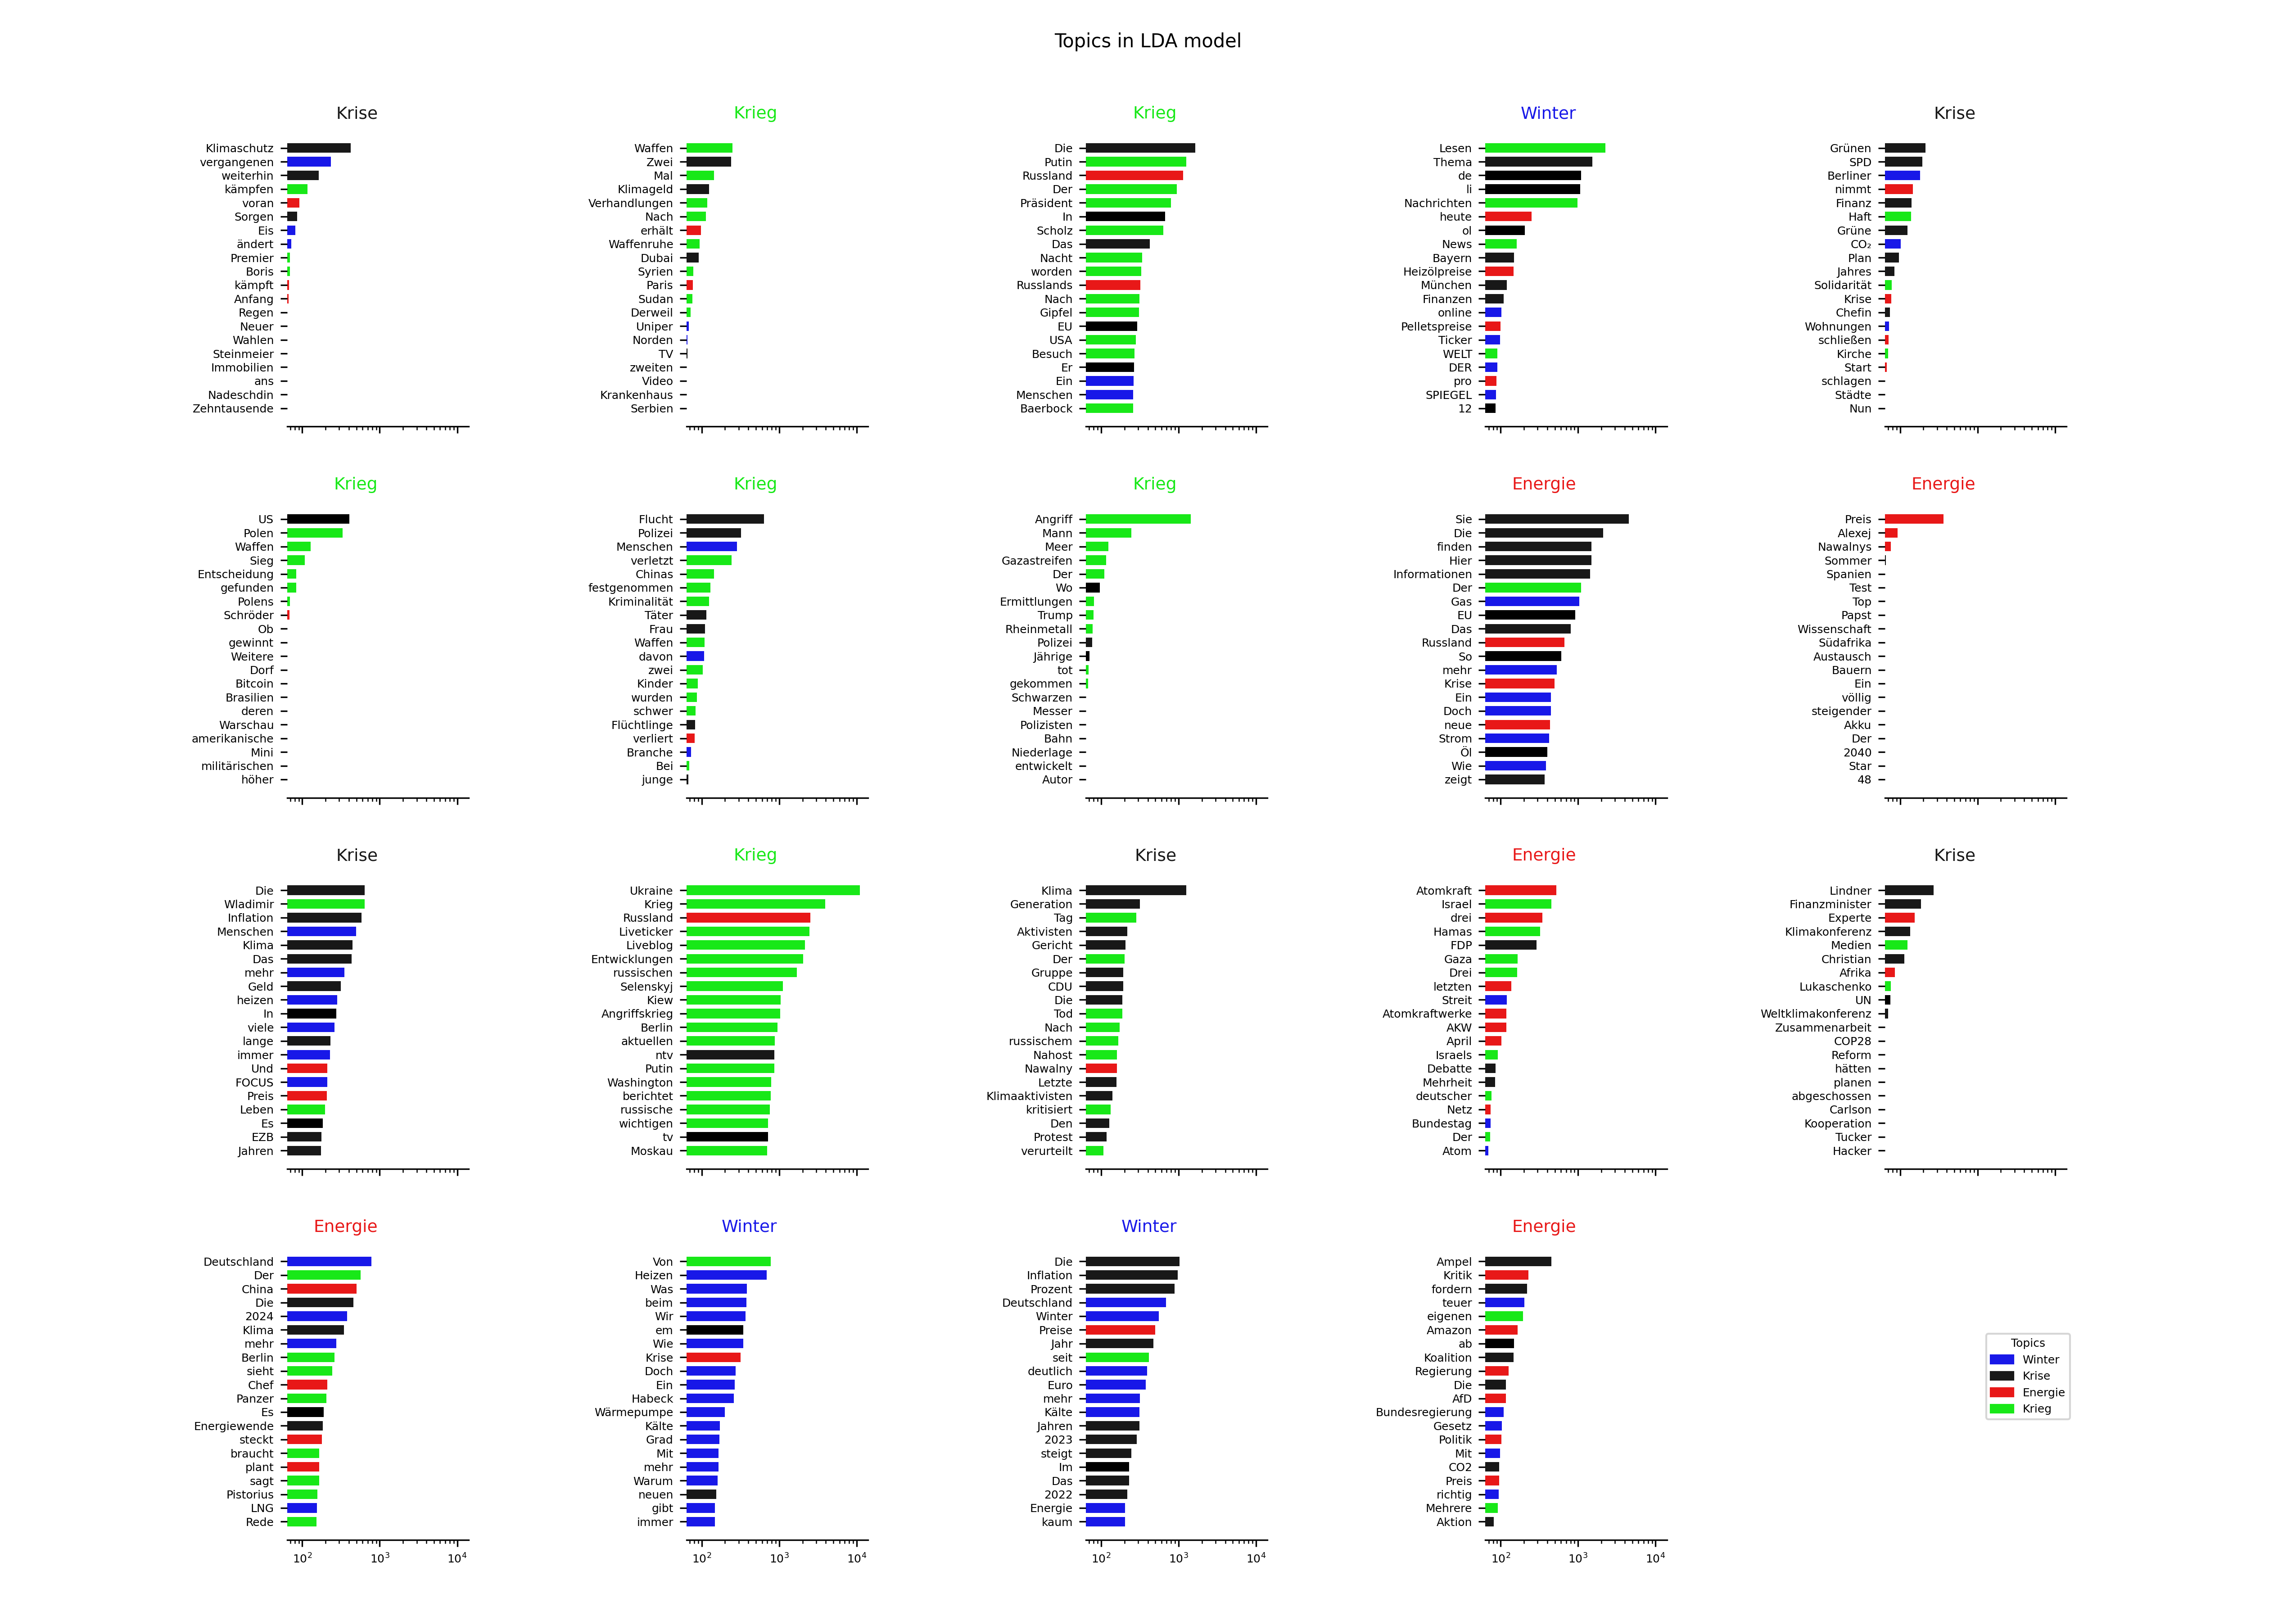 Topics in LDA model
Krise
Klimaschutz
vergangenen
weiterhin
kämpfen
voran
Sorgen
Eis
ändert
Premier
Boris
kämpft
Anfang
Regen
Neuer
Wahlen
Steinmeier
Immobilien
ans
Nadeschdin
Zehntausende
Krieg
Waffen
Zwei
Mal
Klimageld
Verhandlungen
Nach
erhält
Waffenruhe
Dubai
Syrien
Paris
Sudan
Derweil
Uniper
Norden
TV
zweiten
Video
Krankenhaus
Serbien
Krieg
Die
Putin
Russland
Der
Präsident
In
Scholz
Das
Nacht
worden
Russlands
Nach
Gipfel
EU
USA
Besuch
Er
Ein
Menschen
Baerbock
Winter
Lesen
Thema
de
li
Nachrichten
heute
ol
News
Bayern
Heizölpreise
München
Finanzen
online
Pelletspreise
Ticker
WELT
DER
pro
SPIEGEL
12
Krise
Grünen
SPD
Berliner
nimmt
Finanz
Haft
Grüne
CO₂
Plan
Jahres
Solidarität
Krise
Chefin
Wohnungen
schließen
Kirche
Start
schlagen
Städte
Nun
Krieg
US
Polen
Waffen
Sieg
Entscheidung
gefunden
Polens
Schröder
Ob
gewinnt
Weitere
Dorf
Bitcoin
Brasilien
deren
Warschau
amerikanische
Mini
militärischen
höher
Krieg
Flucht
Polizei
Menschen
verletzt
Chinas
festgenommen
Kriminalität
Täter
Frau
Waffen
davon
zwei
Kinder
wurden
schwer
Flüchtlinge
verliert
Branche
Bei
junge
Krieg
Angriff
Mann
Meer
Gazastreifen
Der
Wo
Ermittlungen
Trump
Rheinmetall
Polizei
Jährige
tot
gekommen
Schwarzen
Messer
Polizisten
Bahn
Niederlage
entwickelt
Autor
Energie
Sie
Die
finden
Hier
Informationen
Der
Gas
EU
Das
Russland
So
mehr
Krise
Ein
Doch
neue
Strom
Öl
Wie
zeigt
Energie
Preis
Alexej
Nawalnys
Sommer
Spanien
Test
Top
Papst
Wissenschaft
Südafrika
Austausch
Bauern
Ein
völlig
steigender
Akku
Der
2040
Star
48
Krise
Die
Wladimir
Inflation
Menschen
Klima
Das
mehr
Geld
heizen
In
viele
lange
immer
Und
FOCUS
Preis
Leben
Es
EZB
Jahren
Krieg
Ukraine
Krieg
Russland
Liveticker
Liveblog
Entwicklungen
russischen
Selenskyj
Kiew
Angriffskrieg
Berlin
aktuellen
ntv
Putin
Washington
berichtet
russische
wichtigen
tv
Moskau
Krise
Klima
Generation
Tag
Aktivisten
Gericht
Der
Gruppe
CDU
Die
Tod
Nach
russischem
Nahost
Nawalny
Letzte
Klimaaktivisten
kritisiert
Den
Protest
verurteilt
Energie
Atomkraft
Israel
drei
Hamas
FDP
Gaza
Drei
letzten
Streit
Atomkraftwerke
AKW
April
Israels
Debatte
Mehrheit
deutscher
Netz
Bundestag
Der
Atom
Krise
Lindner
Finanzminister
Experte
Klimakonferenz
Medien
Christian
Afrika
Lukaschenko
UN
Weltklimakonferenz
Zusammenarbeit
COP28
Reform
hätten
planen
abgeschossen
Carlson
Kooperation
Tucker
Hacker
Energie
Deutschland
Der
China
Die
2024
Klima
mehr
Berlin
sieht
Chef
Panzer
Es
Energiewende
steckt
braucht
plant
sagt
Pistorius
LNG
Rede
10² 10³ 10⁴
Winter
Von
Heizen
Was
beim
Wir
em
Wie
Krise
Doch
Ein
Habeck
Wärmepumpe
Kälte
Grad
Mit
mehr
Warum
neuen
gibt
immer
10² 10³ 10⁴
Winter
Die
Inflation
Prozent
Deutschland
Winter
Preise
Jahr
seit
deutlich
Euro
mehr
Kälte
Jahren
2023
steigt
Im
Das
2022
Energie
kaum
10² 10³ 10⁴
Energie
Ampel
Kritik
fordern
teuer
eigenen
Amazon
ab
Koalition
Regierung
Die
AfD
Bundesregierung
Gesetz
Politik
Mit
CO2
Preis
richtig
Mehrere
Aktion
10² 10³ 10⁴
Topics
Winter
Krise
Energie
Krieg